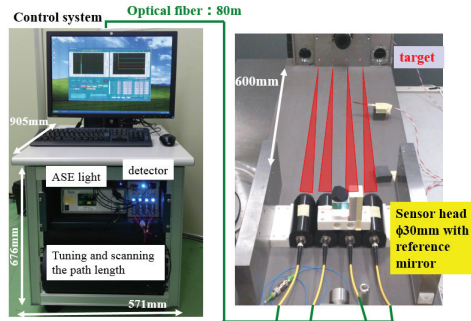 Control system
Optical fiber：80m
905mm
ASE light
detector
Tuning and scanning
the path length
676mm
571mm
target
600mm
Sensor head
ϕ30mm with
reference
mirror